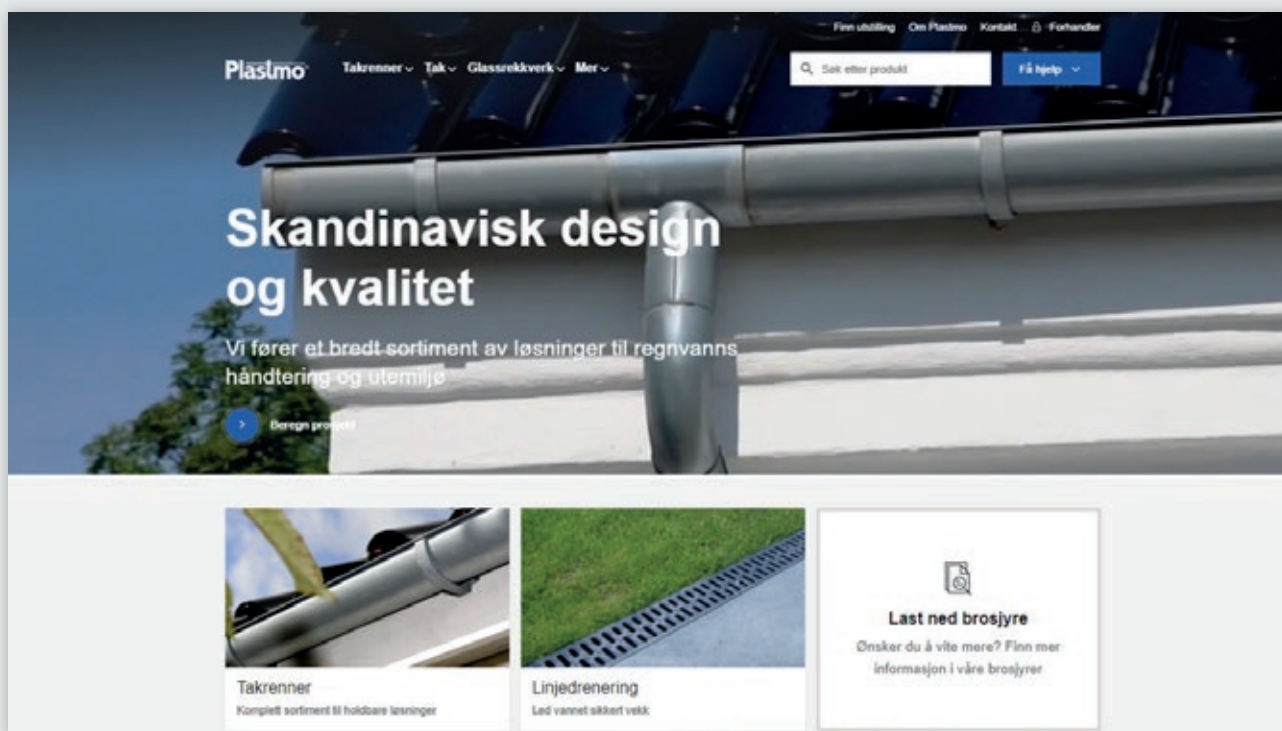 Finn utstilling Om Plastmo Kontakt Forhandler
Plastmo Takrenner Tak Glassrekkverk Mer Søk etter produkt Få hjelp
Skandinavisk design
og kvalitet
Vi fører et bredt sortiment av løsninger til regnvanns
håndtering og utemiljø
Beregn prosjekt
Takrenner
Komplett sortiment til holdbare løsninger
Linjedrenering
Led vannet sikkert vekk
Last ned brosjyre
Ønsker du å vite mere? Finn mer
informasjon i våre brosjyrer